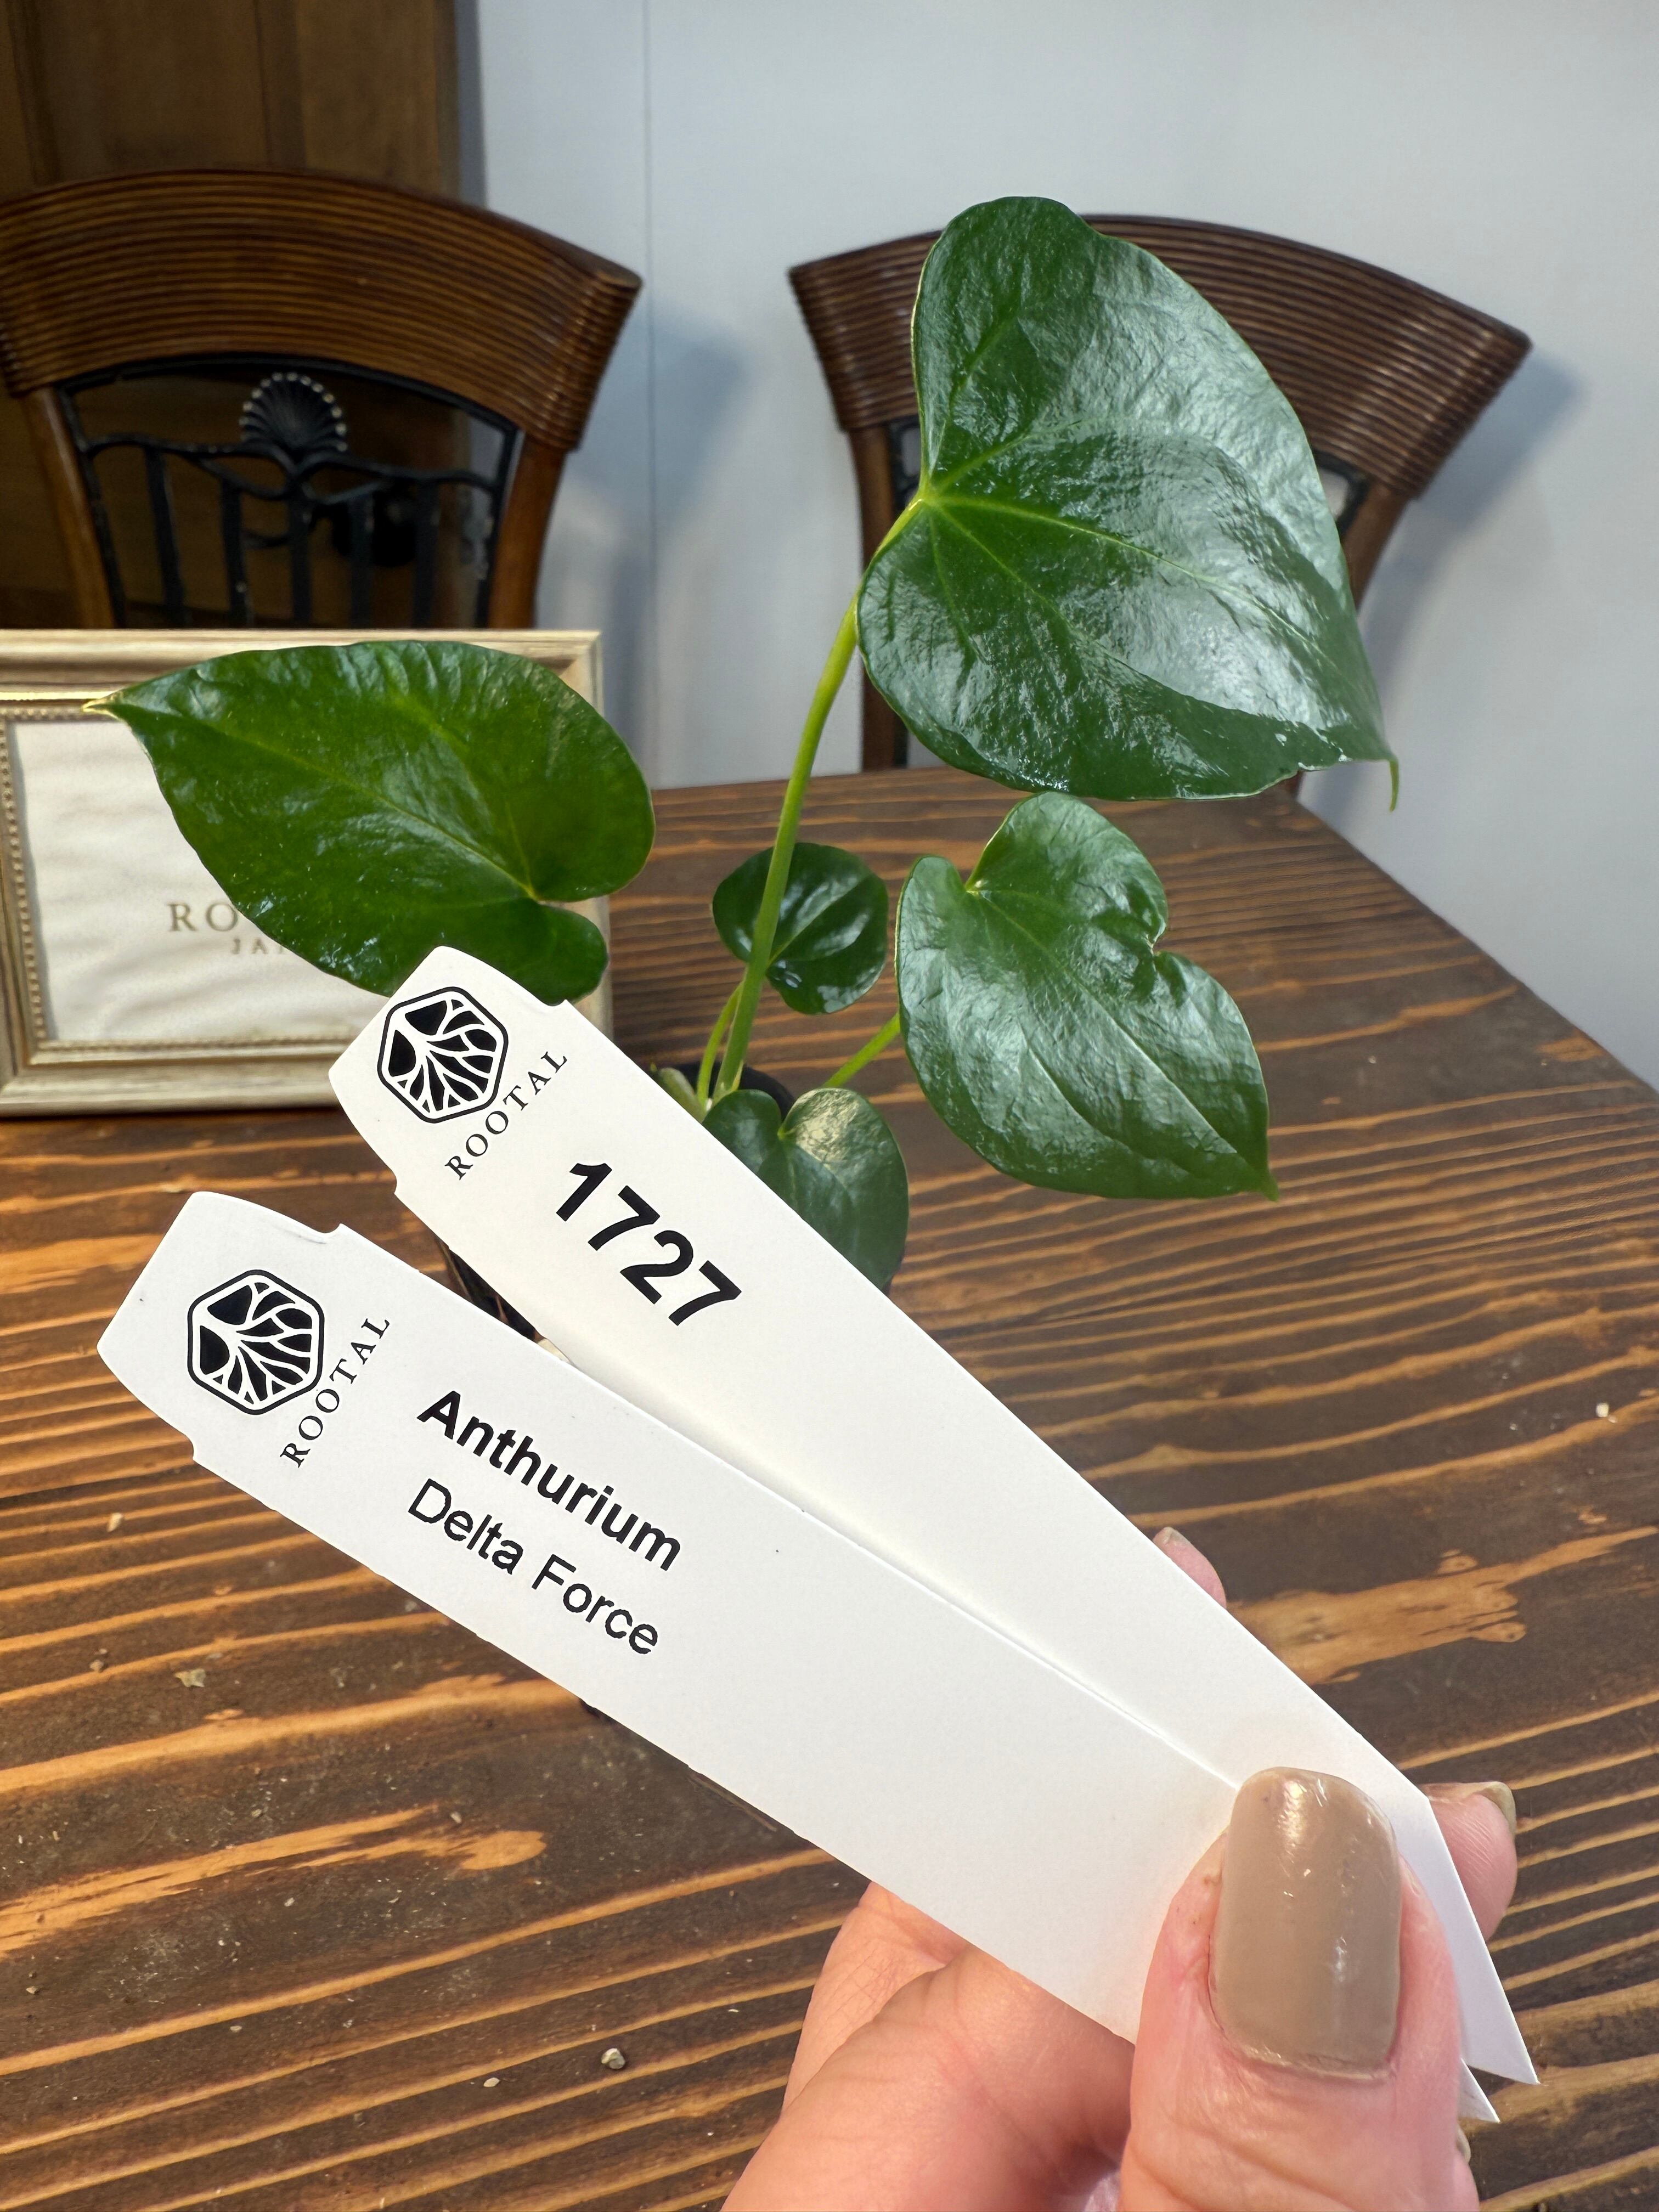 ROOTAL
1727
ROOTAL
Anthurium
Delta Force